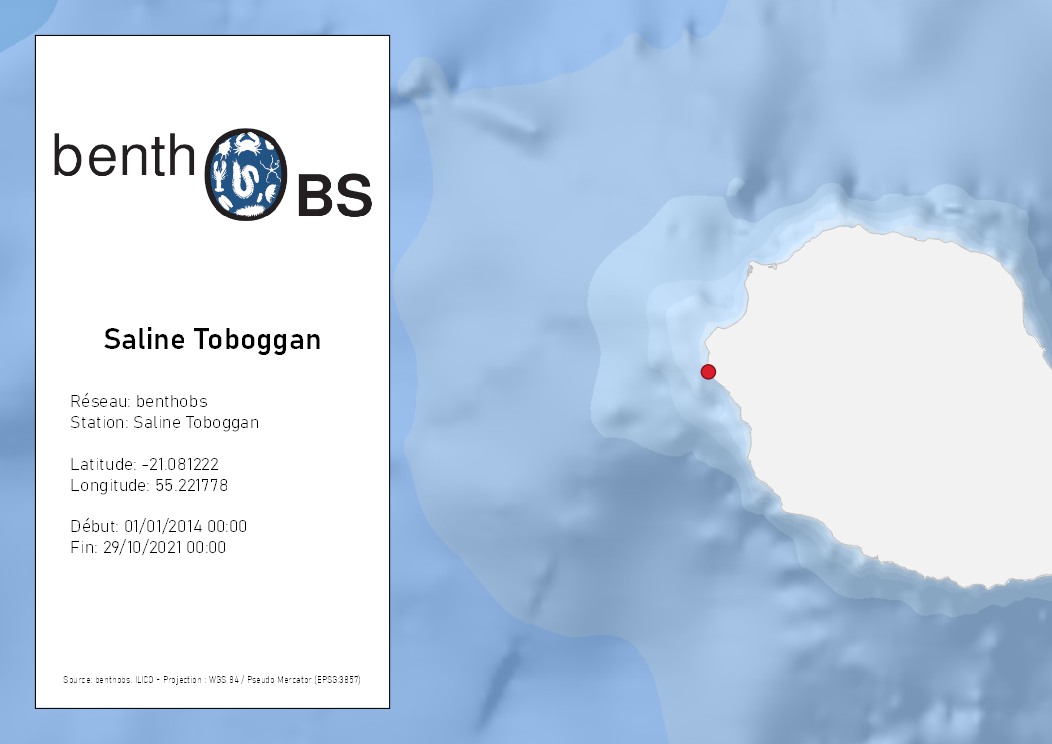 benthOBS
Saline Toboggan
Réseau: benthobs
Station: Saline Toboggan
Latitude: -21.081222
Longitude: 55.221778
Début: 01/01/2014 00:00
Fin: 29/10/2021 00:00
Source: benthobs, ILICO - Projection : WGS 84 / Pseudo Mercator (EPSG:3857)